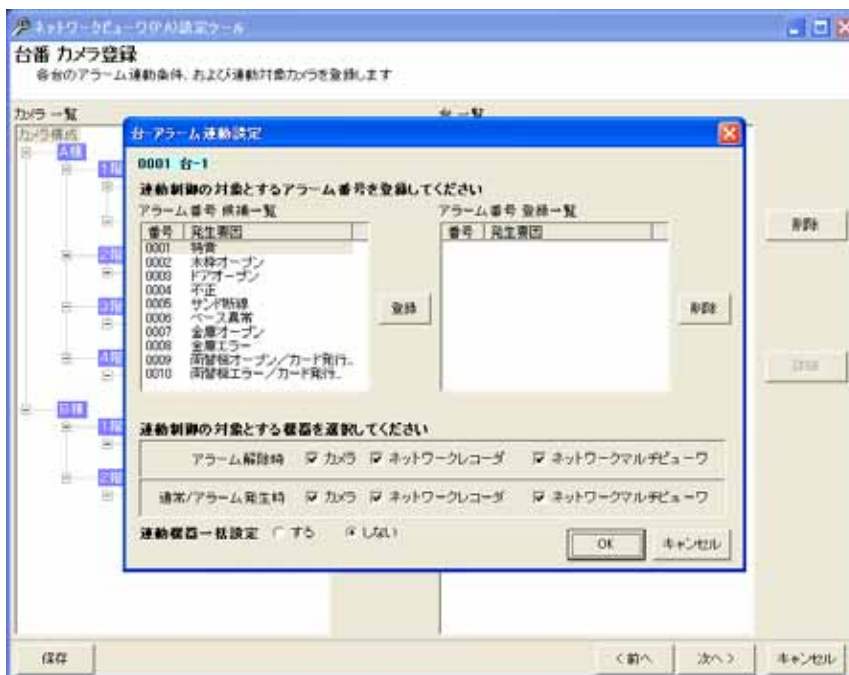 ネットワークビューワ(PA)設定ツール
台番 カメラ登録
各台のアラーム連動条件、および連動対象カメラを登録します
カメラ 一覧
台 一覧
カメラ構成
A棟
1階
2階
3階
4階
B棟
1階
2階
台-アラーム連動設定
0001 台-1
連動制御の対象とするアラーム番号を登録してください
アラーム番号 候補一覧
アラーム番号 登録一覧
番号 発生要因
番号 発生要因
0001 特賞
0002 木枠オープン
0003 ドアオープン
0004 不正
0005 サンド断線
0006 ベース異常
0007 金庫オープン
0008 金庫エラー
0009 両替機オープン/カード発行..
0010 両替機エラー/カード発行..
登録
削除
削除
詳細
連動制御の対象とする機器を選択してください
アラーム解除時 カメラ ネットワークレコーダ ネットワークマルチビューワ
通常/アラーム発生時 カメラ ネットワークレコーダ ネットワークマルチビューワ
連動機器一括設定 する しない
OK
キャンセル
保存
<前へ
次へ>
キャンセル